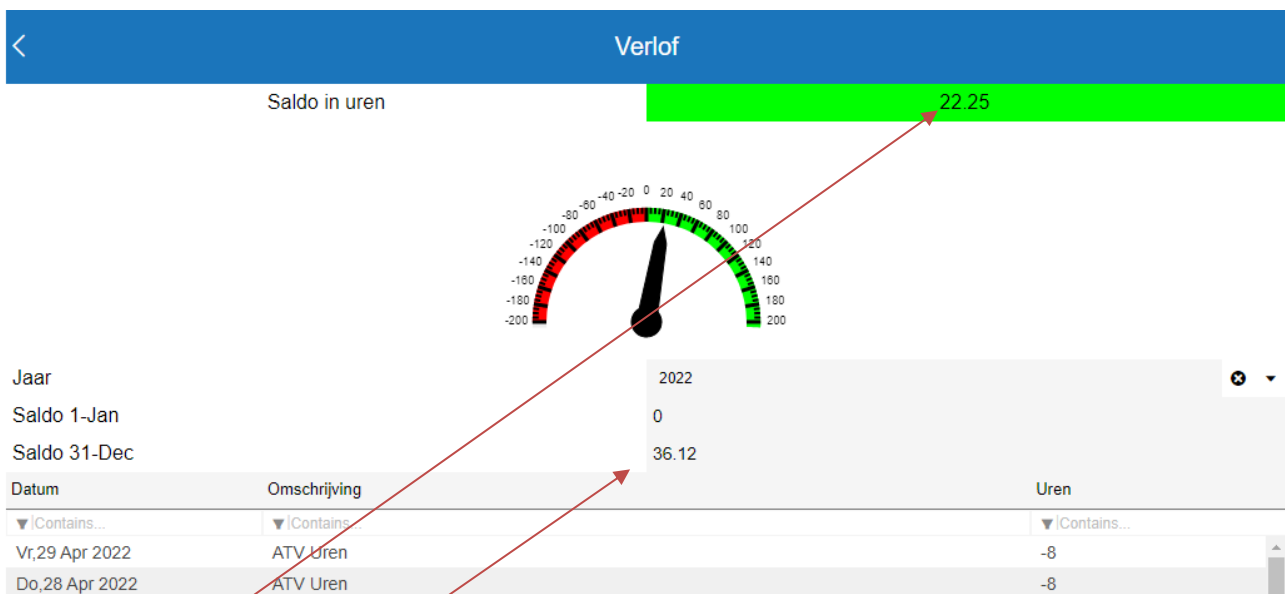 Verlof
Saldo in uren 22.25
-200 -180 -160 -140 -120 -100 -80 -60 -40 -20 0 20 40 60 80 100 120 140 160 180 200
Jaar 2022
Saldo 1-Jan 0
Saldo 31-Dec 36.12
Datum Omschrijving Uren
Contains... Contains... Contains...
Vr,29 Apr 2022 ATV Uren -8
Do,28 Apr 2022 ATV Uren -8